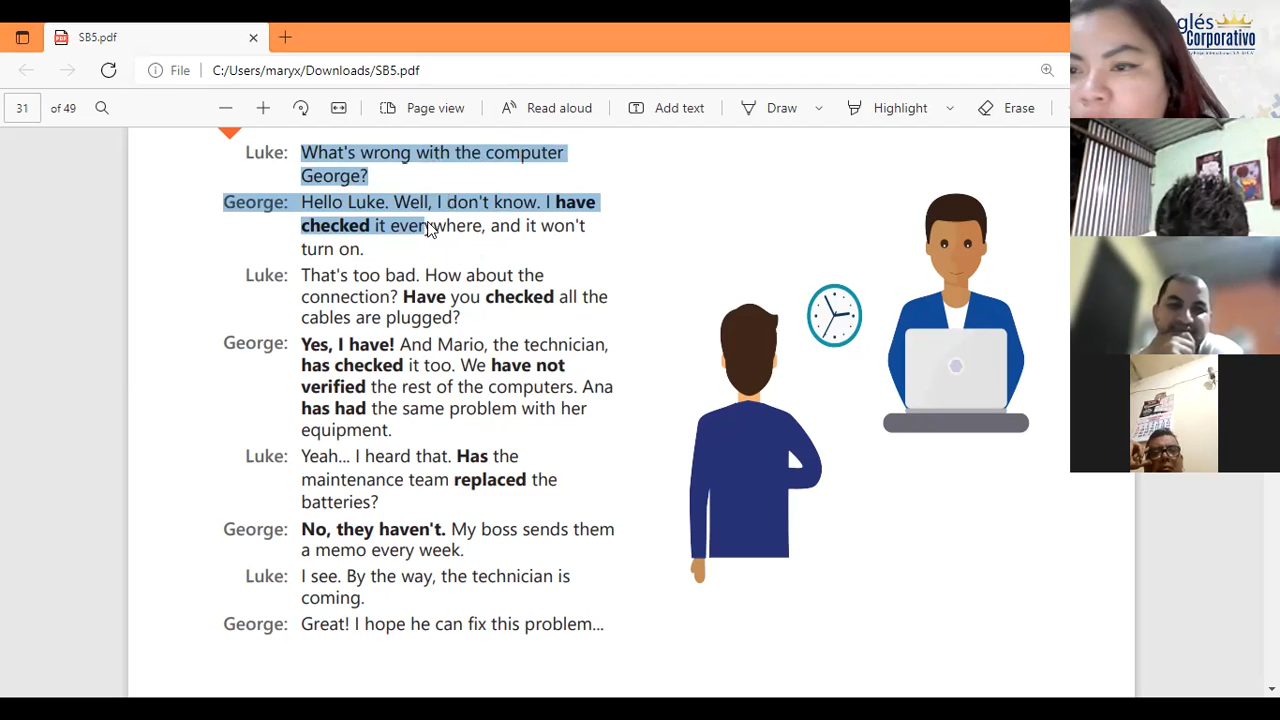 SB5.pdf
File C:/Users/maryx/Downloads/SB5.pdf
31 of 49 Page view Read aloud Add text Draw Highlight Erase
Luke: What's wrong with the computer
George?
George: Hello Luke. Well, I don't know. I have
checked it everywhere, and it won't
turn on.
Luke: That's too bad. How about the
connection? Have you checked all the
cables are plugged?
George: Yes, I have! And Mario, the technician,
has checked it too. We have not
verified the rest of the computers. Ana
has had the same problem with her
equipment.
Luke: Yeah... I heard that. Has the
maintenance team replaced the
batteries?
George: No, they haven't. My boss sends them
a memo every week.
Luke: I see. By the way, the technician is
coming.
George: Great! I hope he can fix this problem...
glés
Corporativo